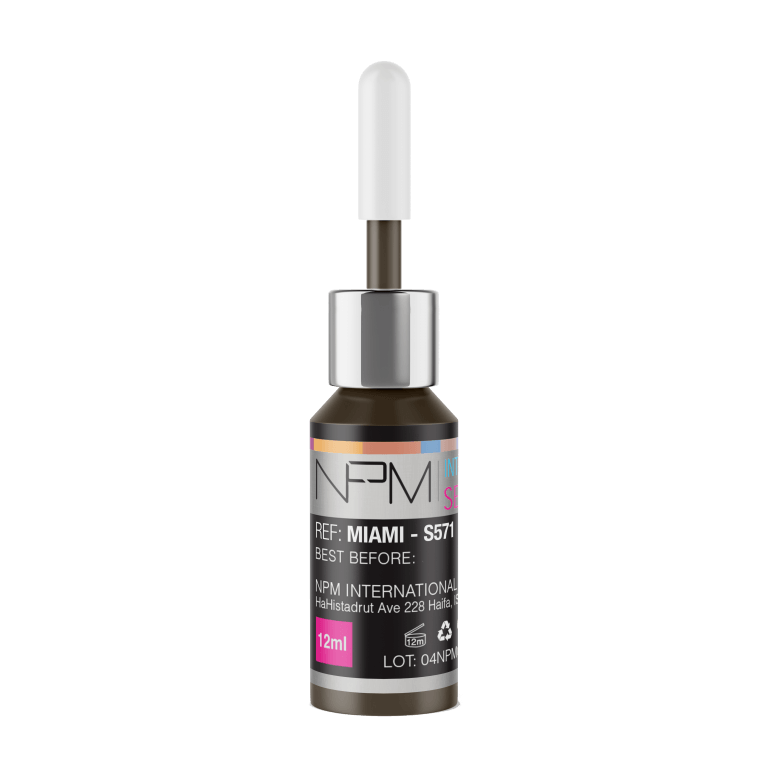 NPM
REF: MIAMI - S571
BEST BEFORE:
NPM INTERNATIONAL
HaHistadrut Ave 228 Haifa,
12ml
12m
LOT: 04NPM